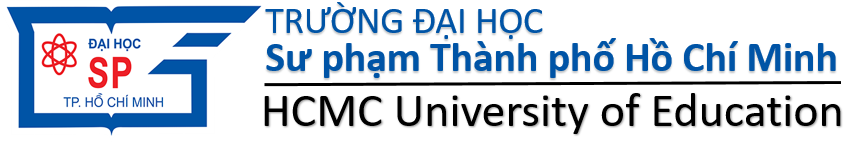 ĐẠI HỌC
SP
TP. HỒ CHÍ MINH
TRƯỜNG ĐẠI HỌC
Sư phạm Thành phố Hồ Chí Minh
HCMC University of Education